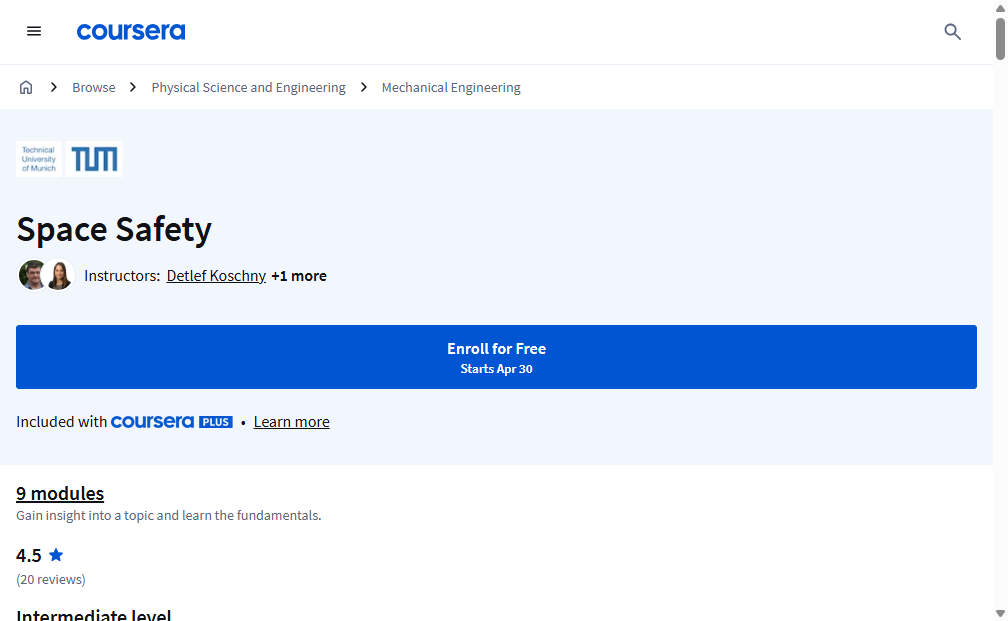 coursera
Browse
Physical Science and Engineering
Mechanical Engineering
Technical
University
of Munich
TUM
Space Safety
Instructors: Detlef Koschny +1 more
Enroll for Free
Starts Apr 30
Included with coursera PLUS • Learn more
9 modules
Gain insight into a topic and learn the fundamentals.
4.5
(20 reviews)
Intermediate level